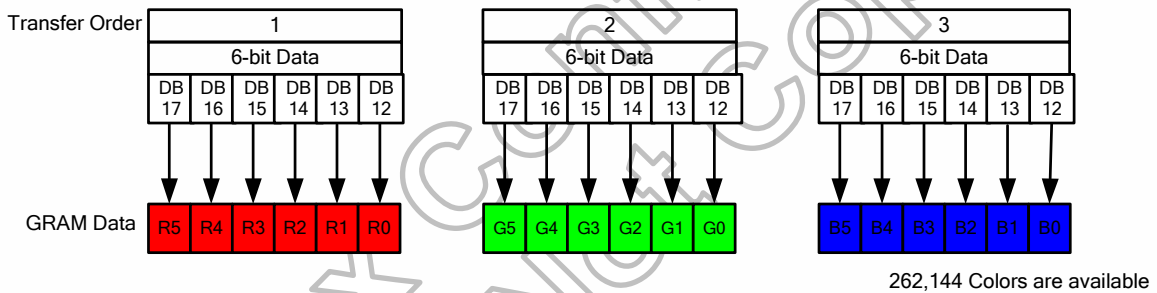 Transfer Order 1 2 3
6-bit Data 6-bit Data 6-bit Data
DB DB DB DB DB DB DB DB DB DB DB DB DB DB DB DB DB DB
17 16 15 14 13 12 17 16 15 14 13 12 17 16 15 14 13 12
GRAM Data R5 R4 R3 R2 R1 R0 G5 G4 G3 G2 G1 G0 B5 B4 B3 B2 B1 B0
262,144 Colors are available